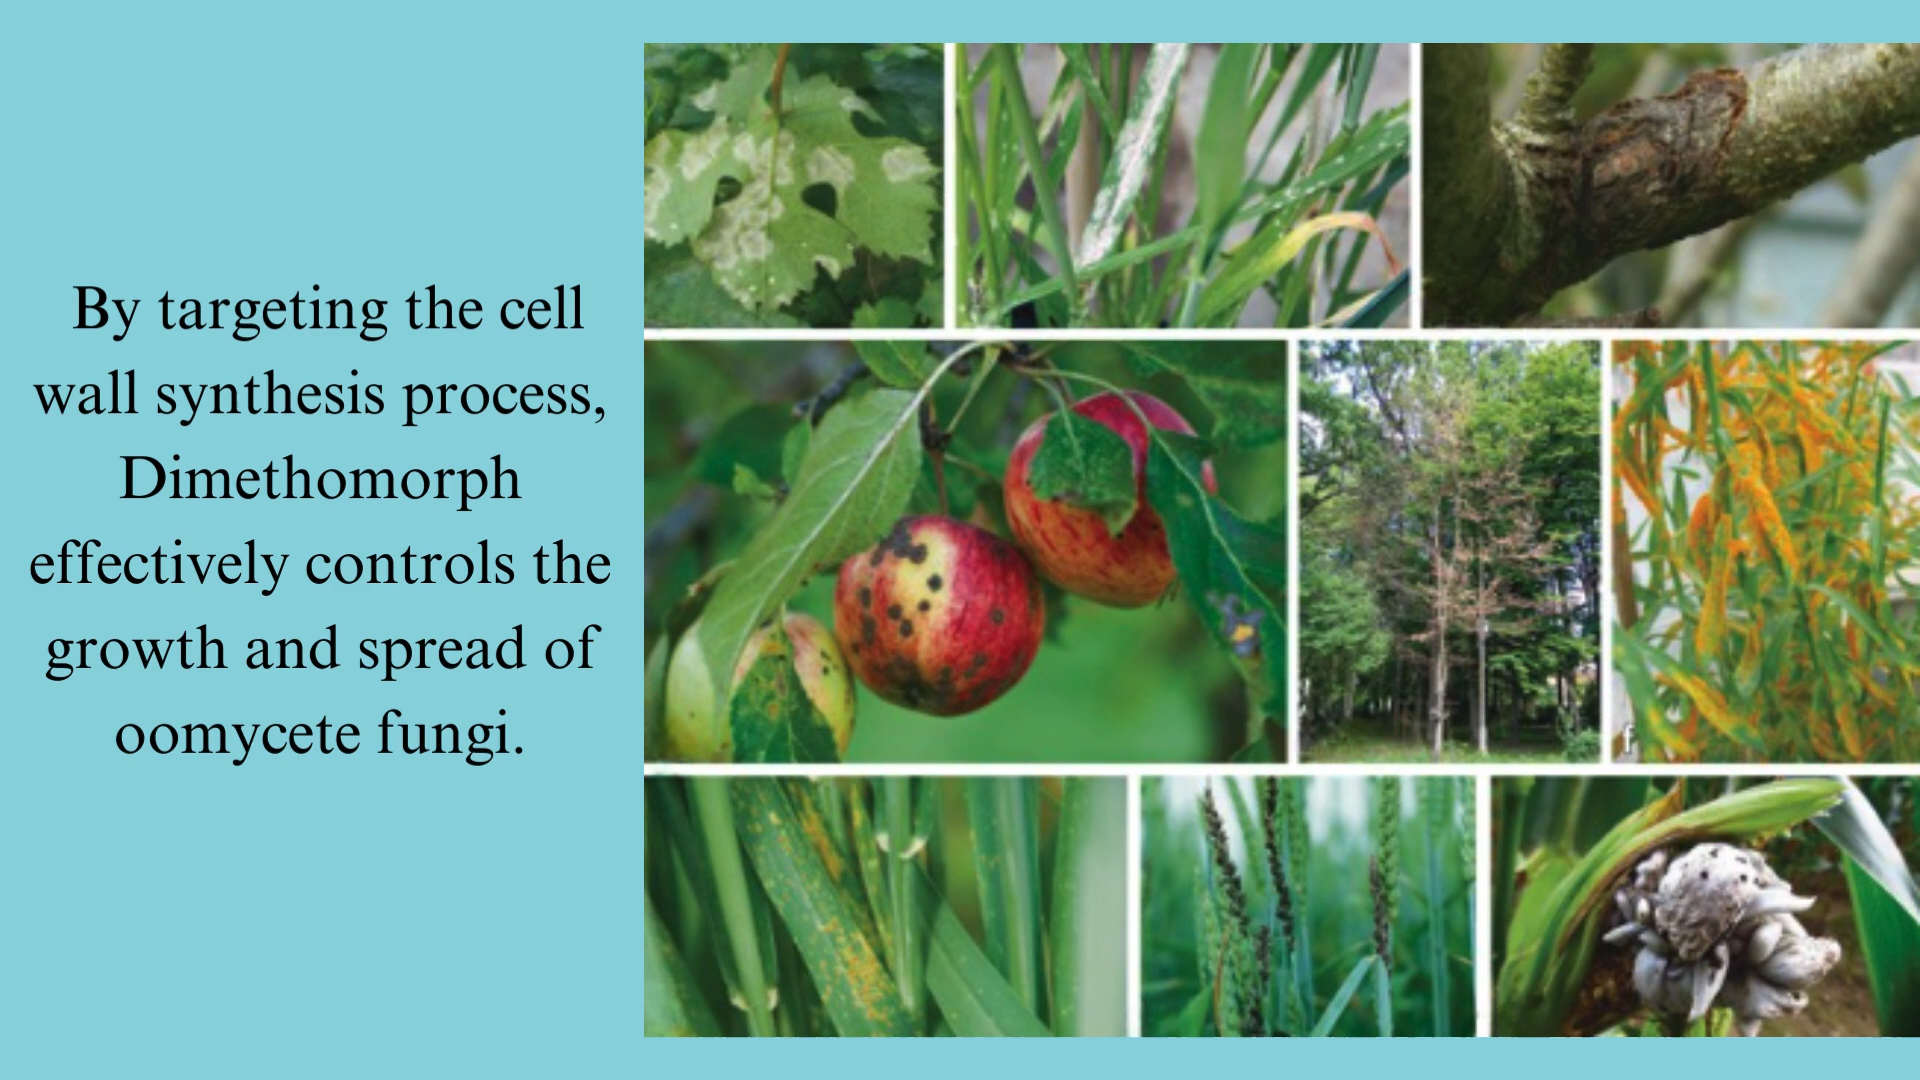 By targeting the cell
wall synthesis process,
Dimethomorph
effectively controls the
growth and spread of
oomycete fungi.
f